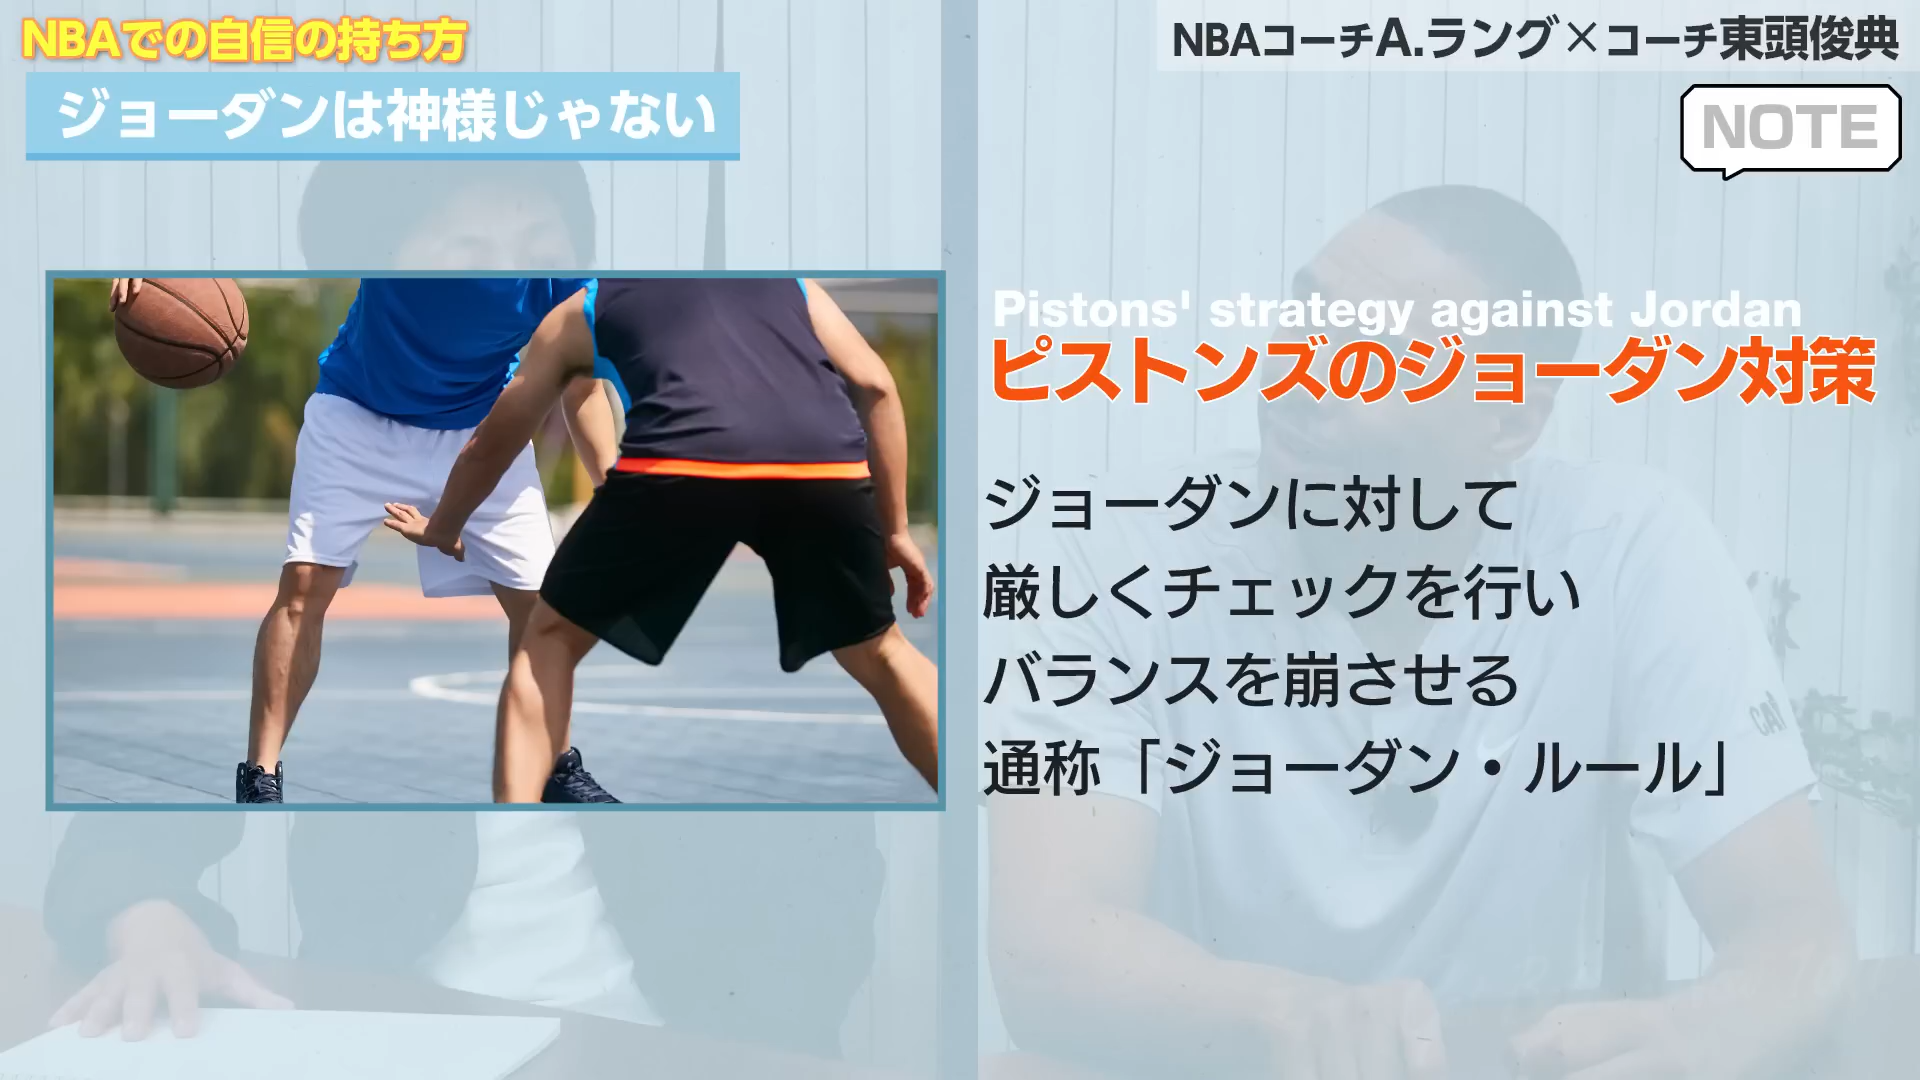 NBAでの自信の持ち方
NBAコーチA.ラング×コーチ東頭俊典
ジョーダンは神様じゃない
NOTE
Pistons' strategy against Jordan
ピストンズのジョーダン対策
ジョーダンに対して
厳しくチェックを行い
バランスを崩させる
通称「ジョーダン・ルール」